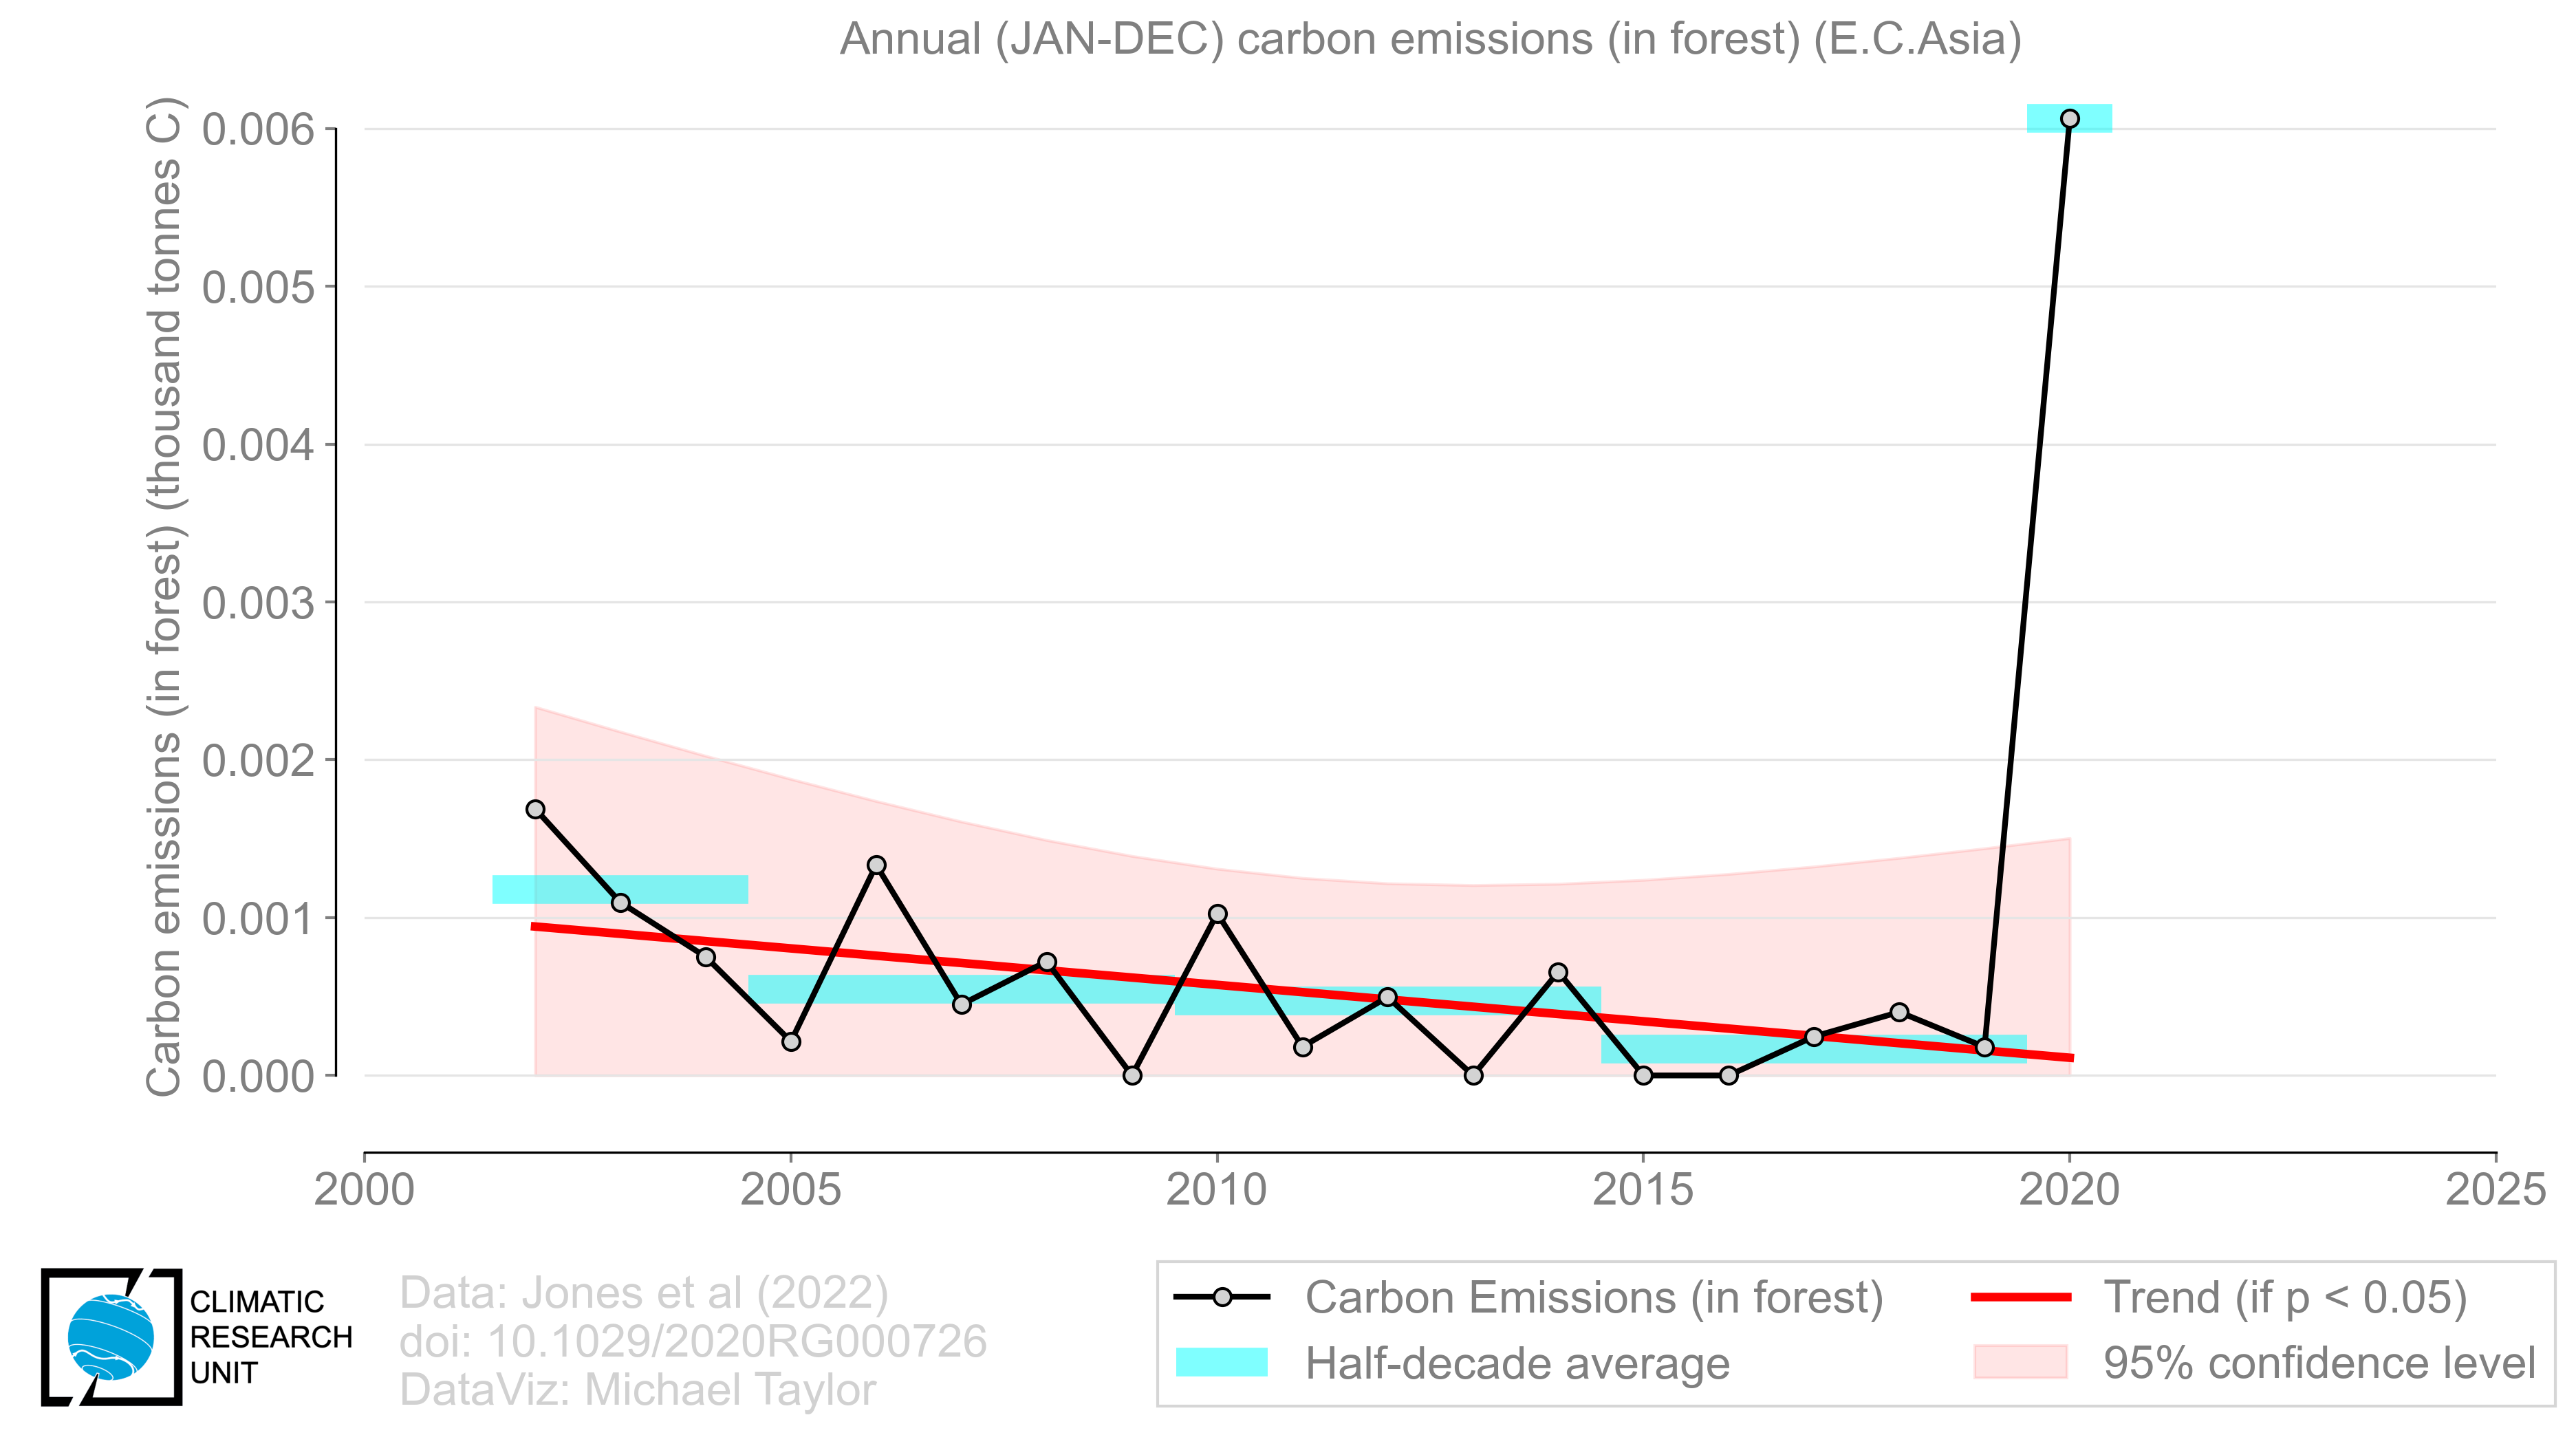 Annual (JAN-DEC) carbon emissions (in forest) (E.C.Asia)
Carbon emissions (in forest) (thousand tonnes C)
0.006
0.005
0.004
0.003
0.002
0.001
0.000
2000 2005 2010 2015 2020 2025
CLIMATIC
RESEARCH
UNIT
Data: Jones et al (2022)
doi: 10.1029/2020RG000726
DataViz: Michael Taylor
Carbon Emissions (in forest)
Half-decade average
Trend (if p < 0.05)
95% confidence level